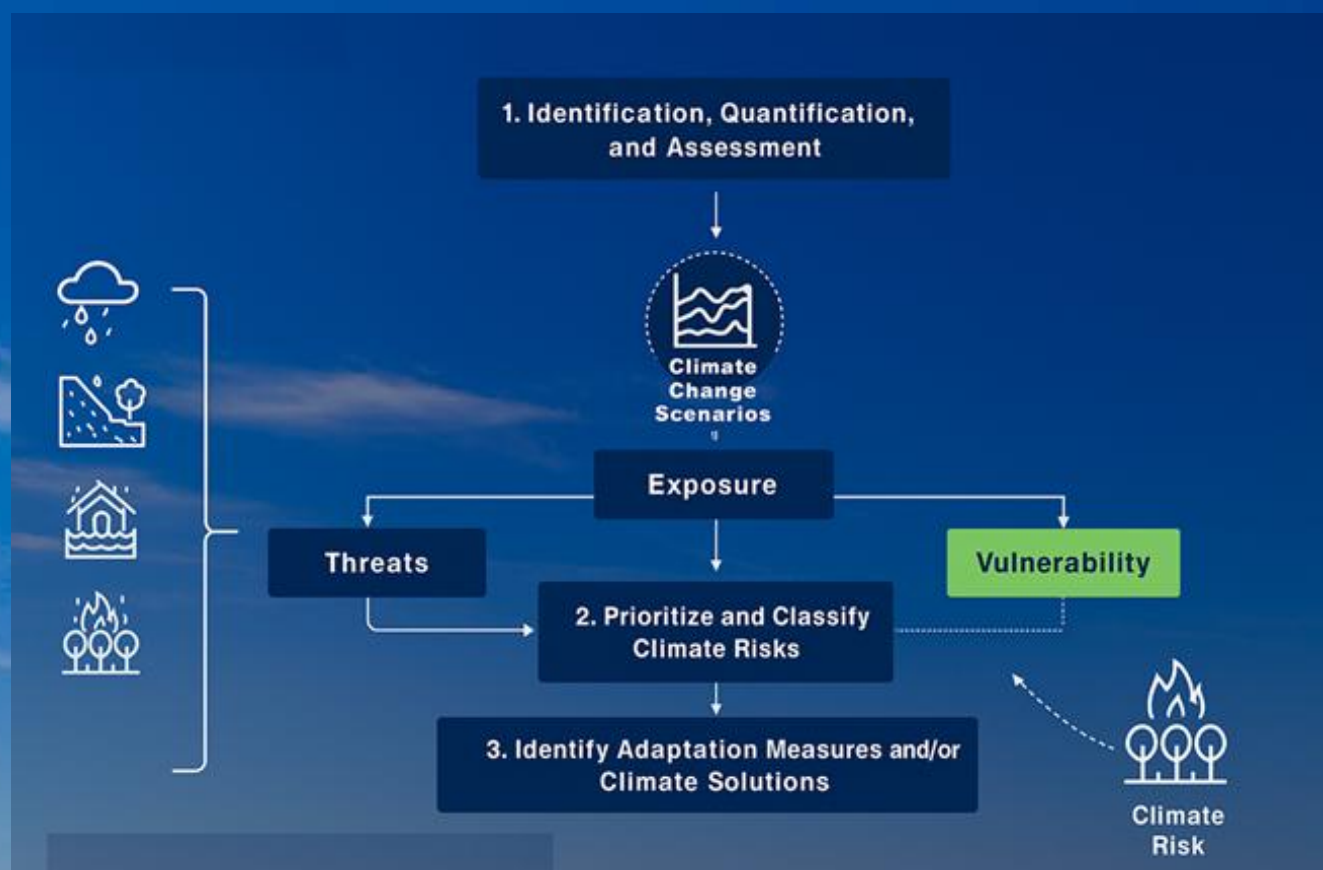 1. Identification, Quantification,
and Assessment
Climate
Change
Scenarios
Exposure
Threats
Vulnerability
2. Prioritize and Classify
Climate Risks
3. Identify Adaptation Measures and/or
Climate Solutions
Climate
Risk